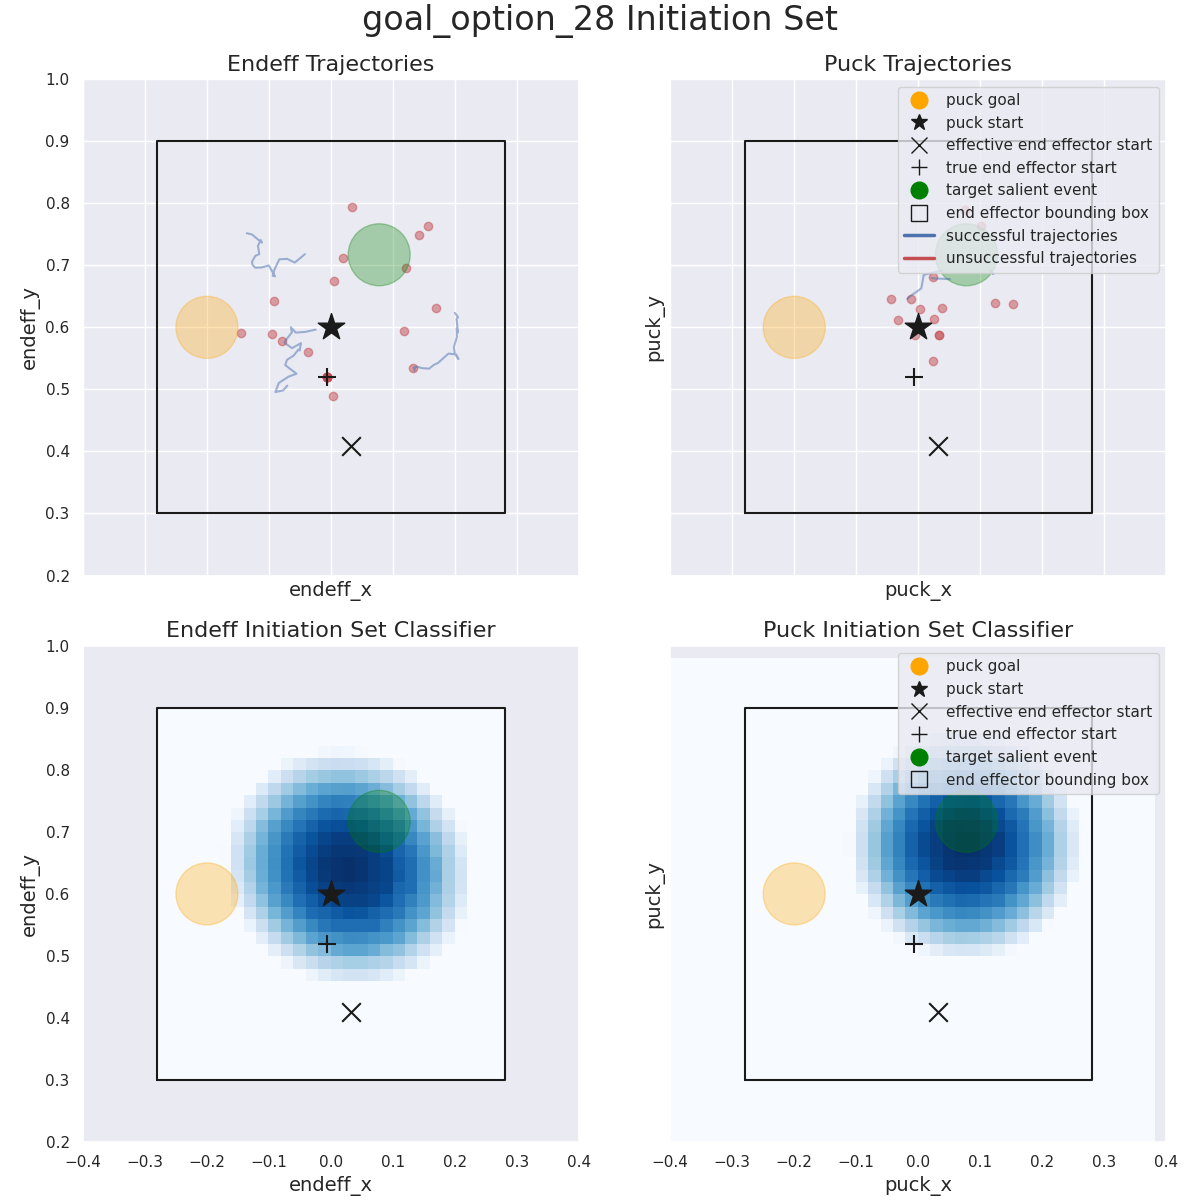 goal_option_28 Initiation Set
Endeff Trajectories
1.0
0.9
0.8
0.7
0.6
0.5
0.4
0.3
0.2
endeff_y
endeff_x
Puck Trajectories
puck goal
puck start
effective end effector start
true end effector start
target salient event
end effector bounding box
successful trajectories
unsuccessful trajectories
puck_y
puck_x
Endeff Initiation Set Classifier
1.0
0.9
0.8
0.7
0.6
0.5
0.4
0.3
0.2
endeff_y
−0.4 −0.3 −0.2 −0.1 0.0 0.1 0.2 0.3 0.4
endeff_x
Puck Initiation Set Classifier
puck goal
puck start
effective end effector start
true end effector start
target salient event
end effector bounding box
puck_y
−0.4 −0.3 −0.2 −0.1 0.0 0.1 0.2 0.3 0.4
puck_x